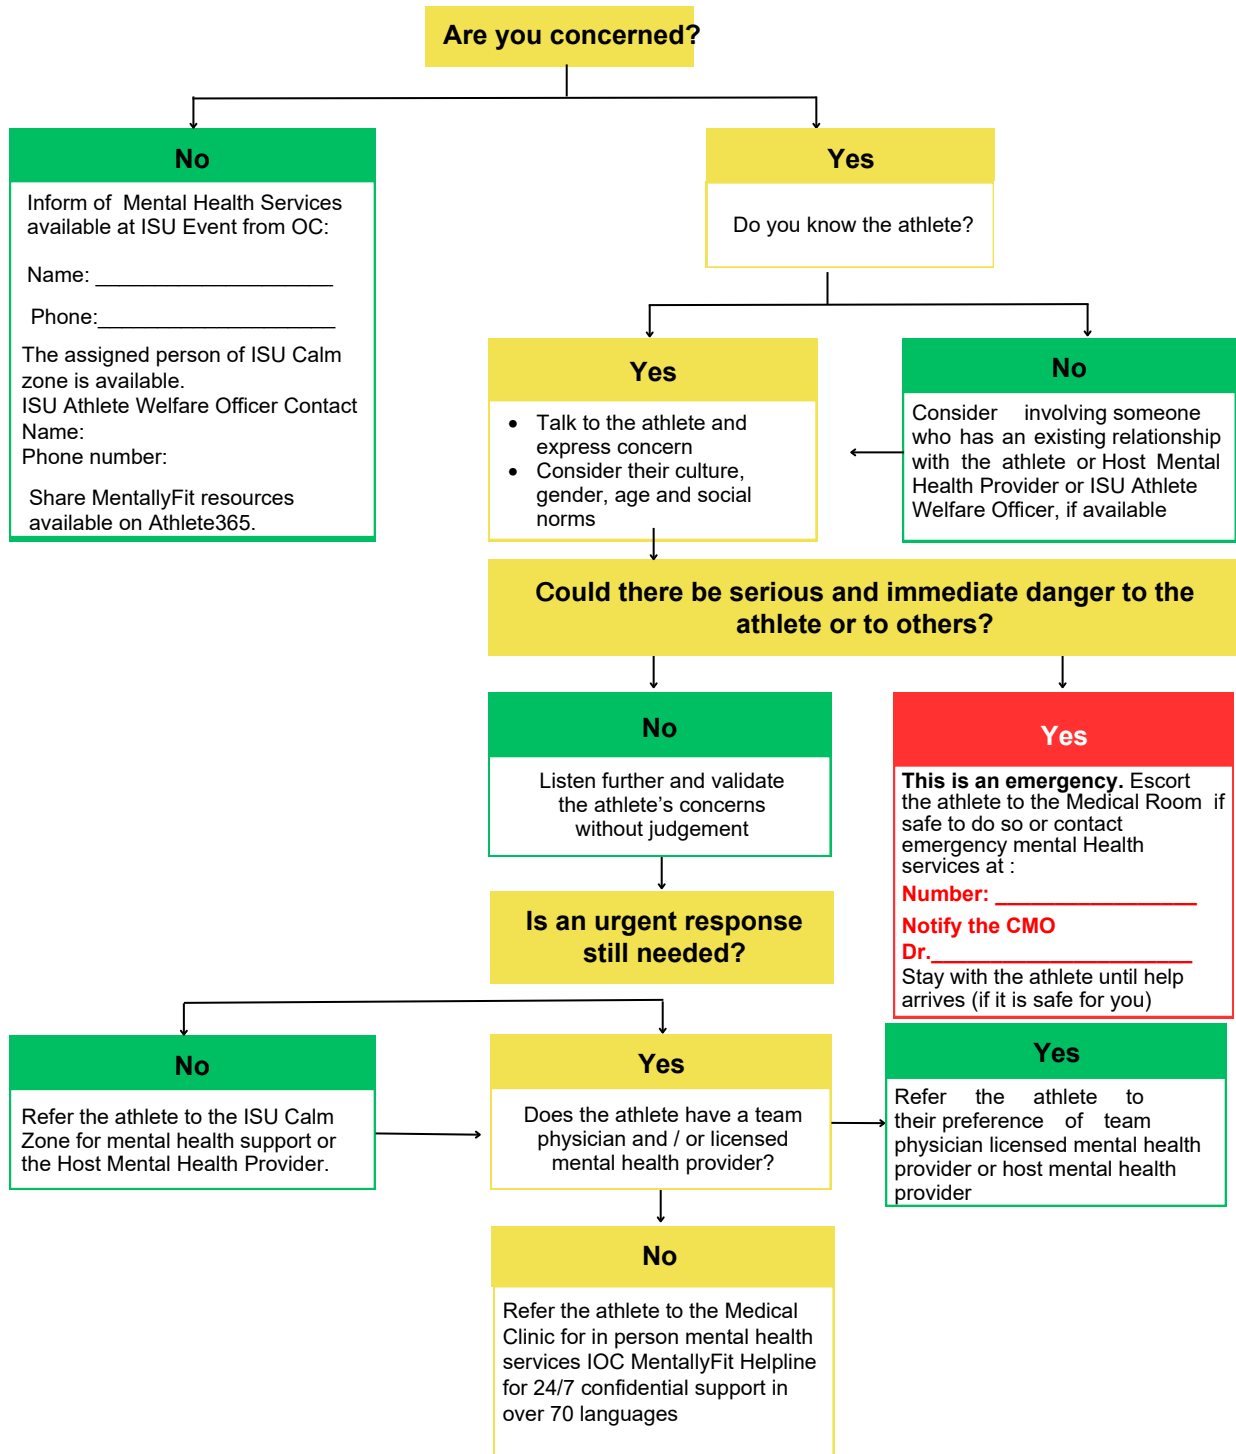 Are you concerned?
No
Inform of Mental Health Services
available at ISU Event from OC:
Name: ____________________
Phone:____________________
The assigned person of ISU Calm
zone is available.
ISU Athlete Welfare Officer Contact
Name:
Phone number:
Share MentallyFit resources
available on Athlete365.
Yes
Do you know the athlete?
Yes
• Talk to the athlete and
express concern
• Consider their culture,
gender, age and social
norms
No
Consider involving someone
who has an existing relationship
with the athlete or Host Mental
Health Provider or ISU Athlete
Welfare Officer, if available
Could there be serious and immediate danger to the
athlete or to others?
No
Listen further and validate
the athlete’s concerns
without judgement
Yes
This is an emergency. Escort
the athlete to the Medical Room if
safe to do so or contact
emergency mental Health
services at :
Number: _________________
Notify the CMO
Dr.______________________
Stay with the athlete until help
arrives (if it is safe for you)
Is an urgent response
still needed?
No
Refer the athlete to the ISU Calm
Zone for mental health support or
the Host Mental Health Provider.
Yes
Does the athlete have a team
physician and / or licensed
mental health provider?
Yes
Refer the athlete to
their preference of team
physician licensed mental health
provider or host mental health
provider
No
Refer the athlete to the Medical
Clinic for in person mental health
services IOC MentallyFit Helpline
for 24/7 confidential support in
over 70 languages